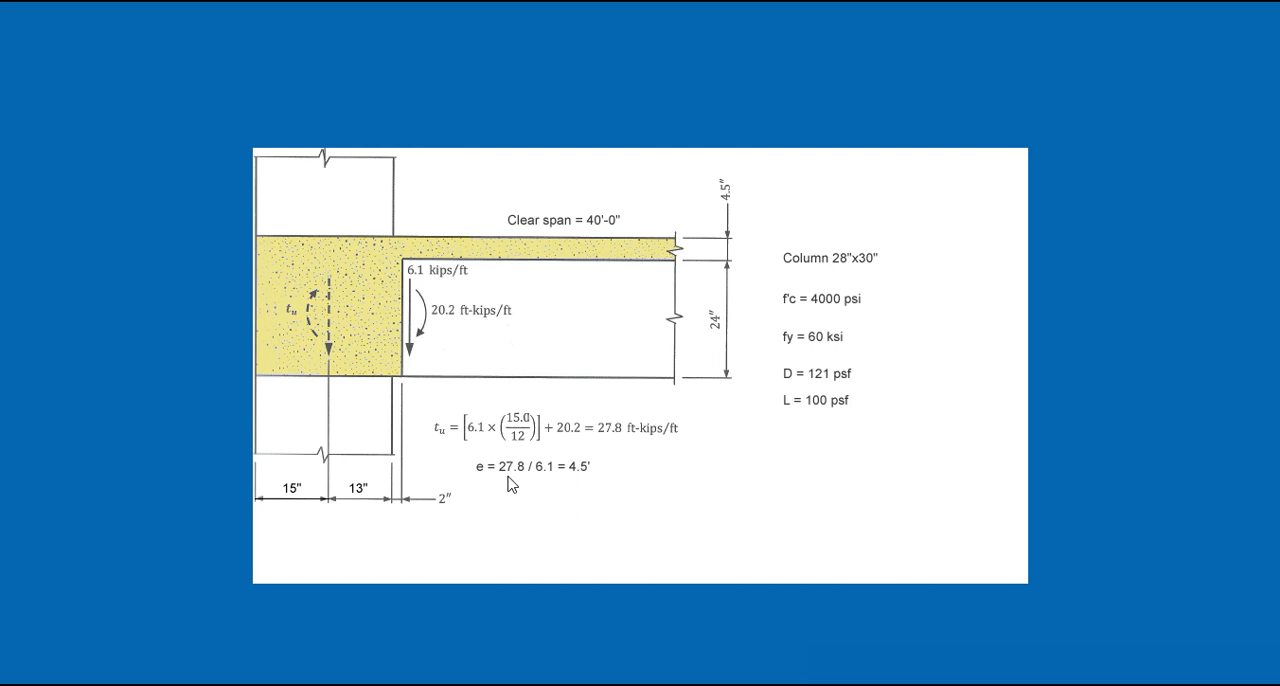 4.5"
Clear span = 40'-0"
Column 28"x30"
6.1 kips/ft
f'c = 4000 psi
tᵤ
20.2 ft-kips/ft
24"
fy = 60 ksi
D = 121 psf
L = 100 psf
tᵤ = [6.1 × (15.0/12)] + 20.2 = 27.8 ft-kips/ft
e = 27.8 / 6.1 = 4.5'
15"
13"
2"